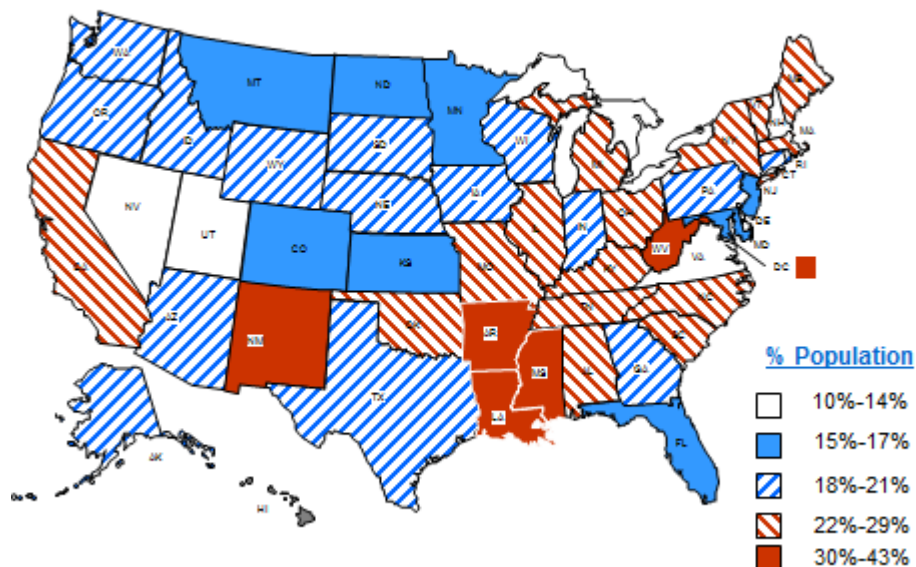 WA
MT
ND
MN
ME
OR
ID
WY
SD
WI
MI
NY
NH
MA
RI
CT
NV
UT
CO
NE
KS
IA
IL
IN
OH
PA
NJ
DE
MD
DC
CA
AZ
NM
OK
MO
KY
WV
VA
TX
AR
TN
NC
SC
LA
MS
AL
GA
FL
AK
HI
% Population
10%-14%
15%-17%
18%-21%
22%-29%
30%-43%